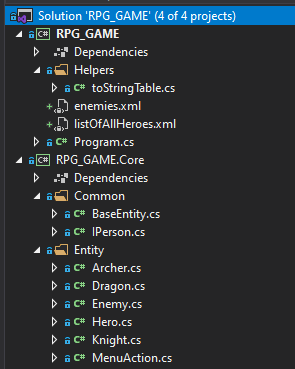 Solution 'RPG_GAME' (4 of 4 projects)
C# RPG_GAME
Dependencies
Helpers
C# toStringTable.cs
enemies.xml
listOfAllHeroes.xml
C# Program.cs
C# RPG_GAME.Core
Dependencies
Common
C# BaseEntity.cs
C# IPerson.cs
Entity
C# Archer.cs
C# Dragon.cs
C# Enemy.cs
C# Hero.cs
C# Knight.cs
C# MenuAction.cs